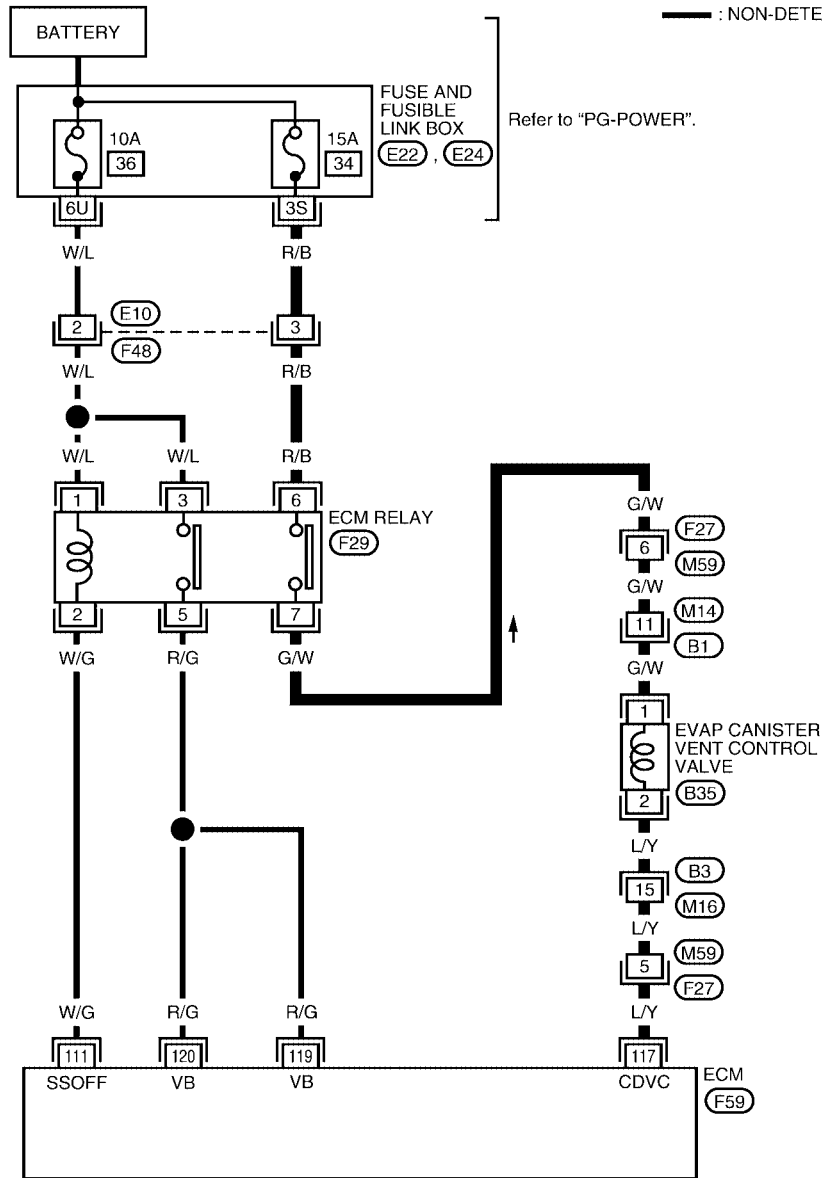 : NON-DETE
BATTERY
FUSE AND
FUSIBLE
LINK BOX
E22 , E24
Refer to “PG-POWER”.
10A
36
15A
34
6U
3S
W/L
R/B
E10
2
3
F48
W/L
R/B
W/L
W/L
R/B
1
3
6
ECM RELAY
F29
2
5
7
W/G
R/G
G/W
G/W
F27
6
M59
G/W
M14
11
B1
G/W
1
EVAP CANISTER
VENT CONTROL
VALVE
B35
2
L/Y
B3
15
M16
L/Y
M59
5
F27
W/G
R/G
R/G
L/Y
111
120
119
117
SSOFF
VB
VB
CDVC
ECM
F59